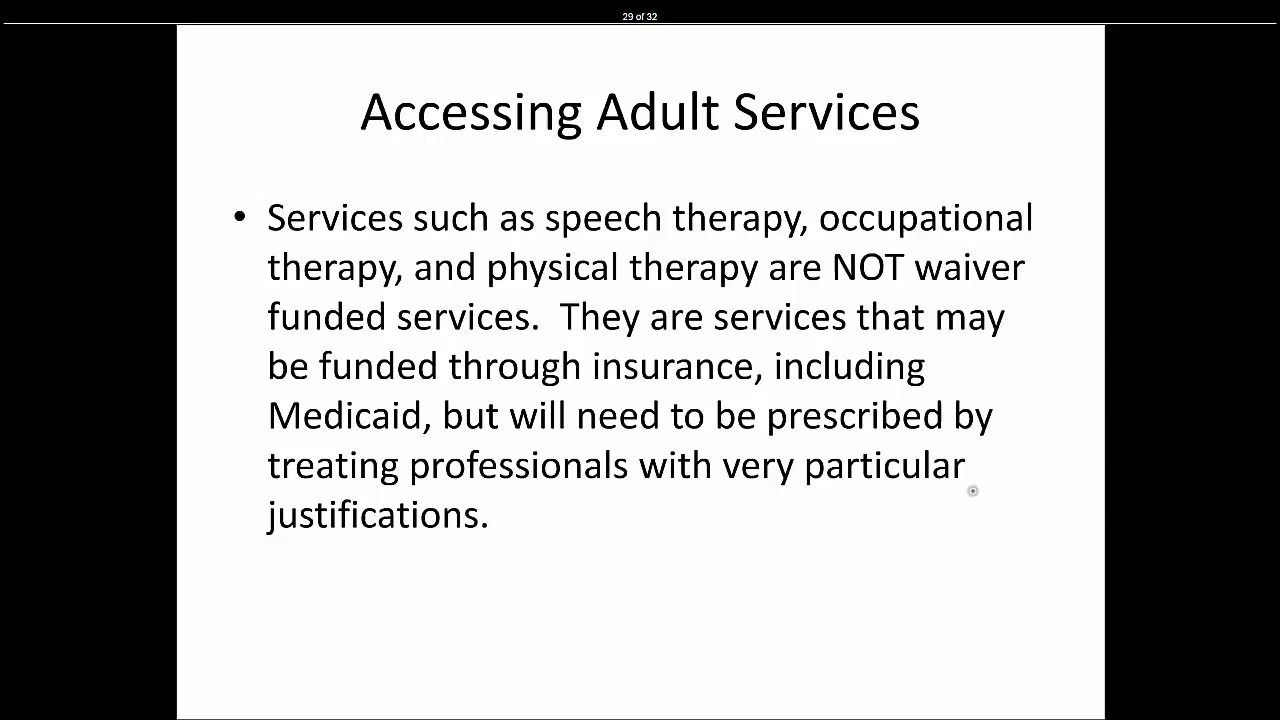 29 of 32
Accessing Adult Services
• Services such as speech therapy, occupational
therapy, and physical therapy are NOT waiver
funded services.  They are services that may
be funded through insurance, including
Medicaid, but will need to be prescribed by
treating professionals with very particular
justifications.